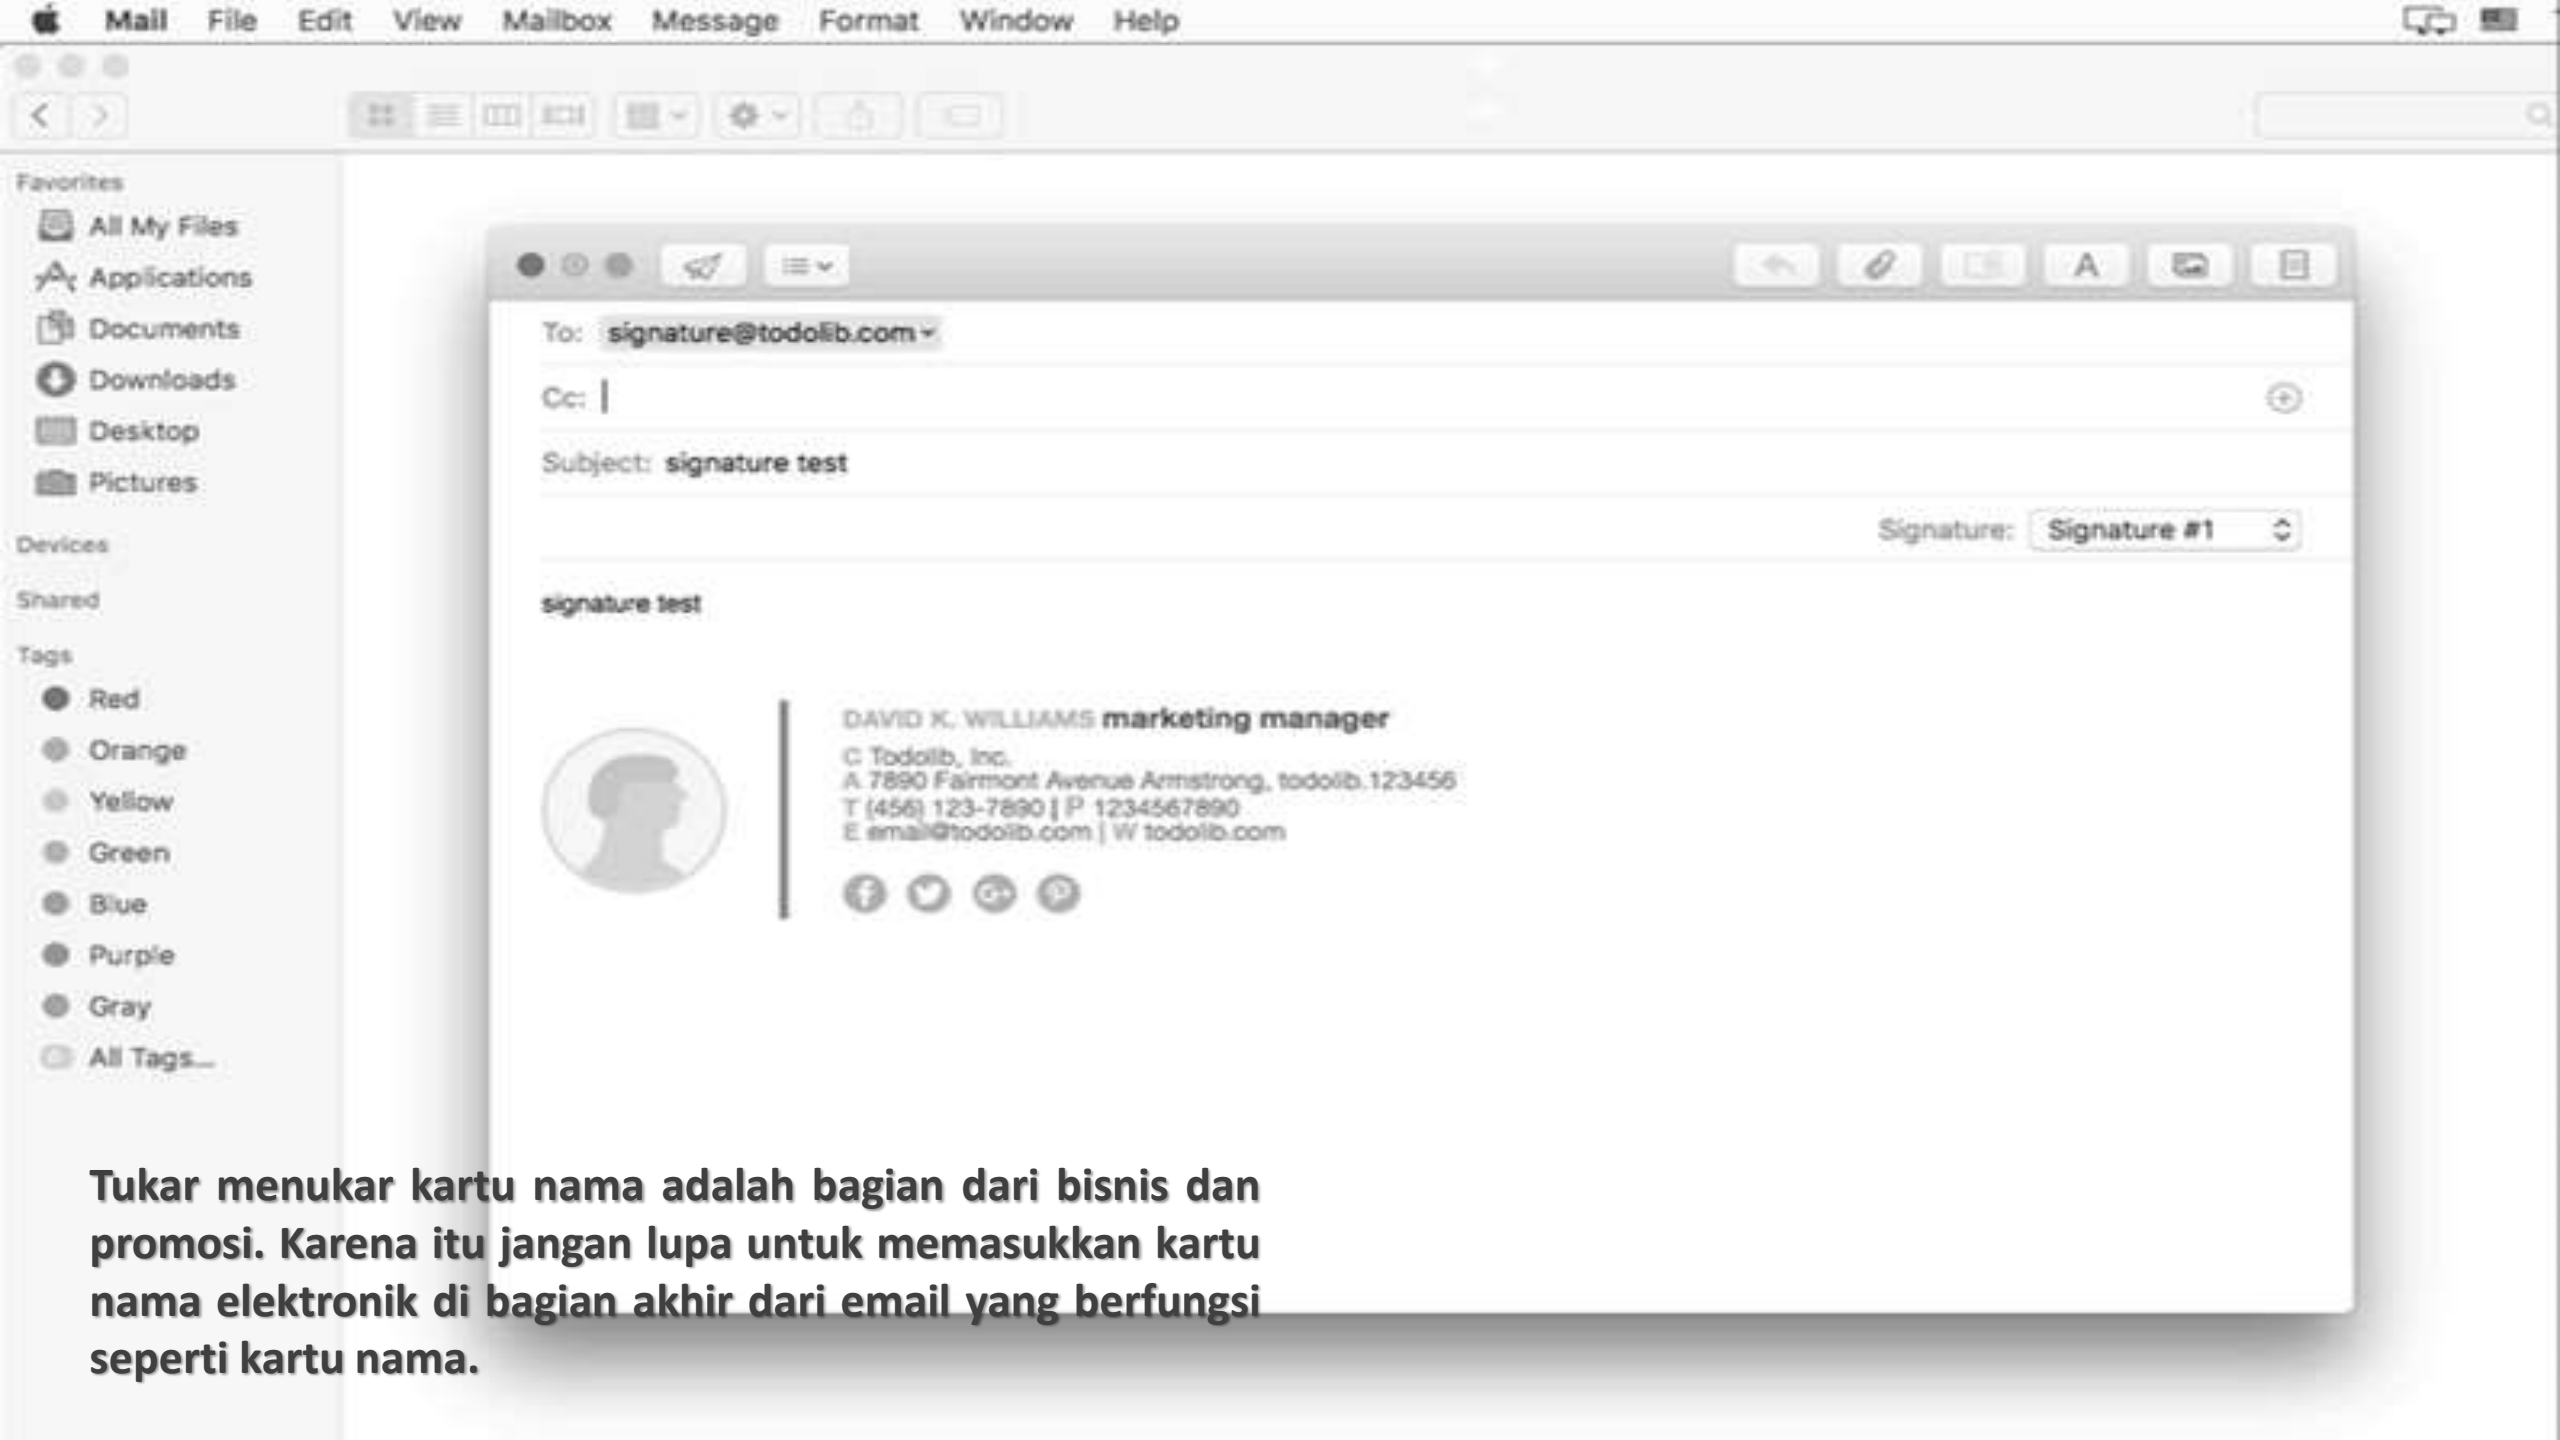 Mail File Edit View Mailbox Message Format Window Help
Favorites
All My Files
Applications
Documents
Downloads
Desktop
Pictures
Devices
Shared
Tags
Red
Orange
Yellow
Green
Blue
Purple
Gray
All Tags...
To: signature@todolib.com
Cc:
Subject: signature test
Signature: Signature #1
signature test
DAVID K. WILLIAMS marketing manager
C Todolib, Inc.
A 7890 Fairmont Avenue Armstrong, todolib.123456
T (456) 123-7890 | P 1234567890
E email@todolib.com | W todolib.com
Tukar menukar kartu nama adalah bagian dari bisnis dan
promosi. Karena itu jangan lupa untuk memasukkan kartu
nama elektronik di bagian akhir dari email yang berfungsi
seperti kartu nama.